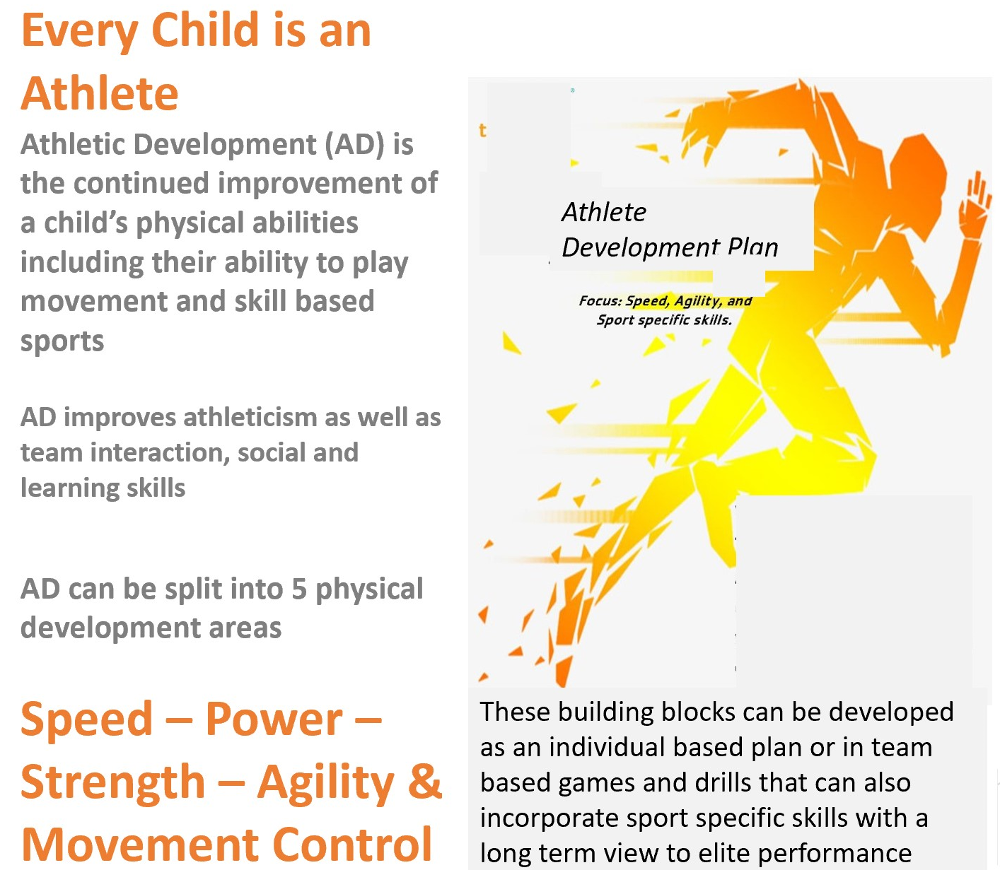 Every Child is an
Athlete
Athletic Development (AD) is
the continued improvement of
a child’s physical abilities
including their ability to play
movement and skill based
sports
AD improves athleticism as well as
team interaction, social and
learning skills
AD can be split into 5 physical
development areas
Speed – Power –
Strength – Agility &
Movement Control
®
t
Athlete
Development Plan
Focus: Speed, Agility, and
Sport specific skills.
These building blocks can be developed
as an individual based plan or in team
based games and drills that can also
incorporate sport specific skills with a
long term view to elite performance